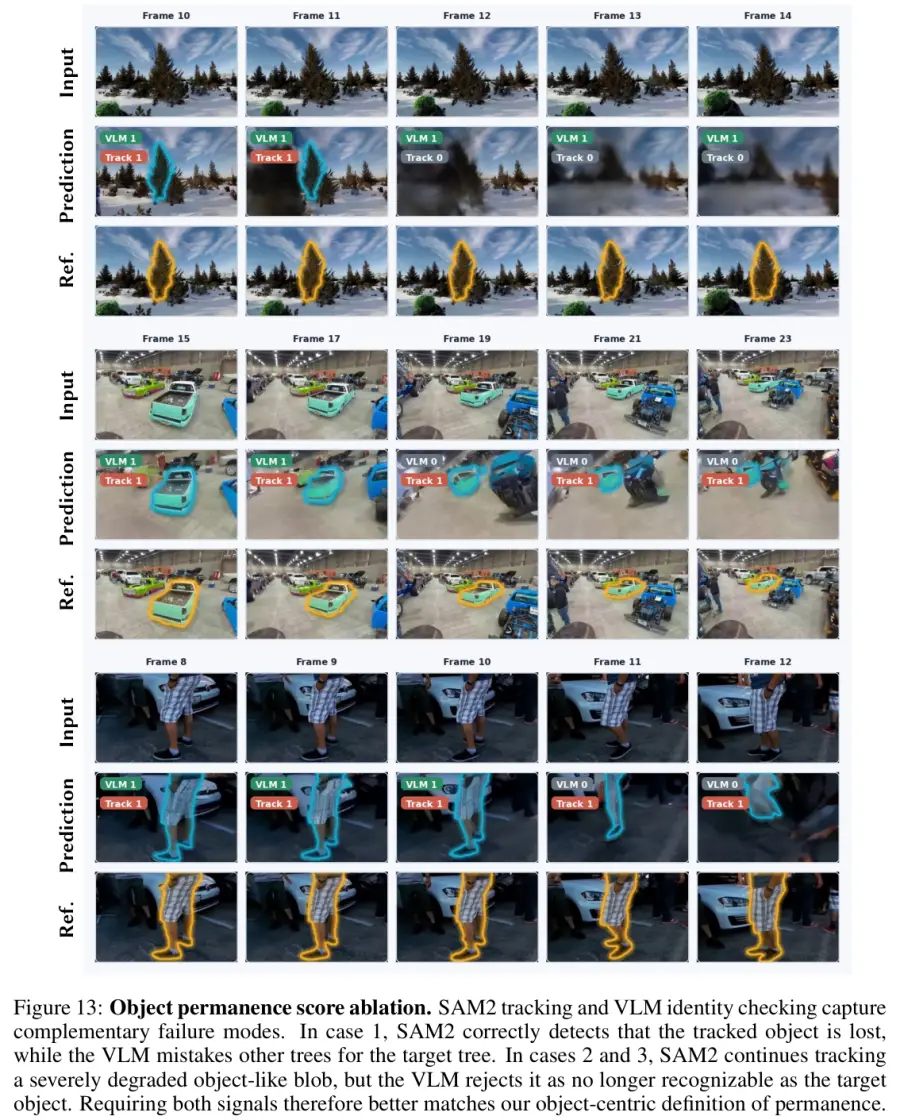 Frame 10 Frame 11 Frame 12 Frame 13 Frame 14
Input
Prediction
VLM 1 VLM 1 VLM 1 VLM 1 VLM 1
Track 1 Track 1 Track 0 Track 0 Track 0
Ref.
Frame 15 Frame 17 Frame 19 Frame 21 Frame 23
Input
Prediction
VLM 1 VLM 1 VLM 0 VLM 0 VLM 0
Track 1 Track 1 Track 1 Track 1 Track 1
Ref.
Frame 8 Frame 9 Frame 10 Frame 11 Frame 12
Input
Prediction
VLM 1 VLM 1 VLM 1 VLM 0 VLM 0
Track 1 Track 1 Track 1 Track 1 Track 1
Ref.
Figure 13: Object permanence score ablation. SAM2 tracking and VLM identity checking capture
complementary failure modes. In case 1, SAM2 correctly detects that the tracked object is lost,
while the VLM mistakes other trees for the target tree. In cases 2 and 3, SAM2 continues tracking
a severely degraded object-like blob, but the VLM rejects it as no longer recognizable as the target
object. Requiring both signals therefore better matches our object-centric definition of permanence.